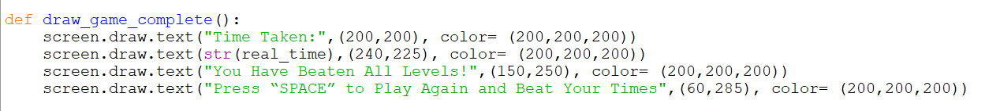 def draw_game_complete():
    screen.draw.text("Time Taken:",(200,200), color= (200,200,200))
    screen.draw.text(str(real_time),(240,225), color= (200,200,200))
    screen.draw.text("You Have Beaten All Levels!",(150,250), color= (200,200,200))
    screen.draw.text("Press “SPACE” to Play Again and Beat Your Times",(60,285), color= (200,200,200))